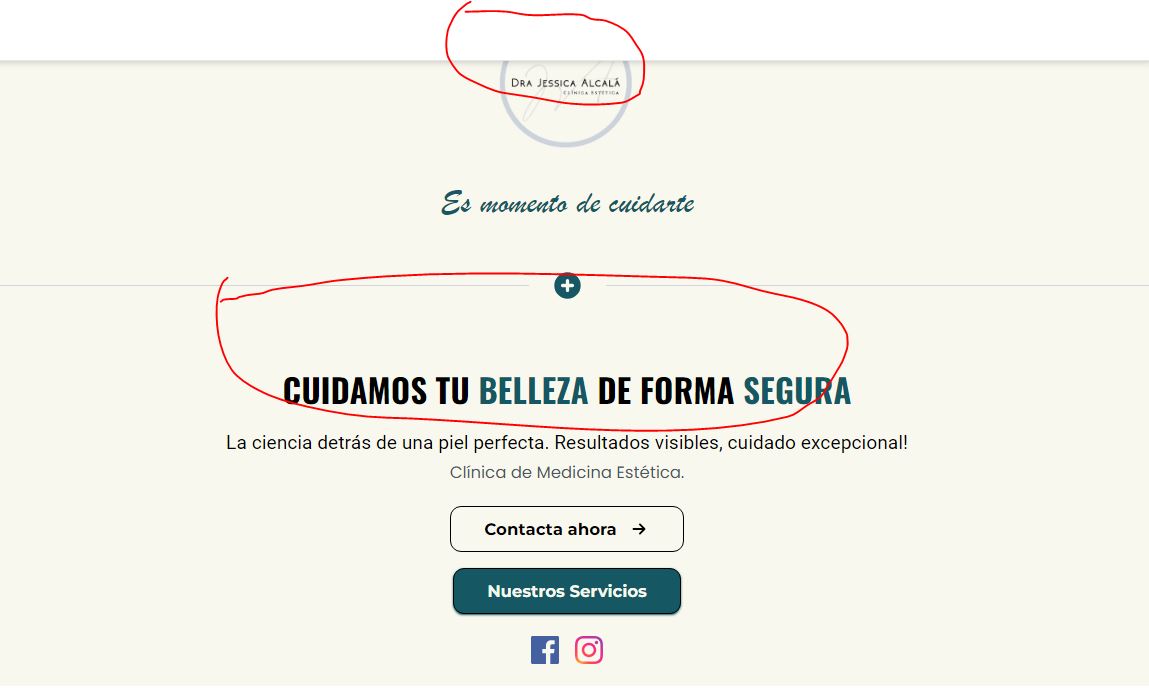 DRA JESSICA ALCALÁ
CLÍNICA ESTÉTICA
Es momento de cuidarte
CUIDAMOS TU BELLEZA DE FORMA SEGURA
La ciencia detrás de una piel perfecta. Resultados visibles, cuidado excepcional!
Clínica de Medicina Estética.
Contacta ahora →
Nuestros Servicios